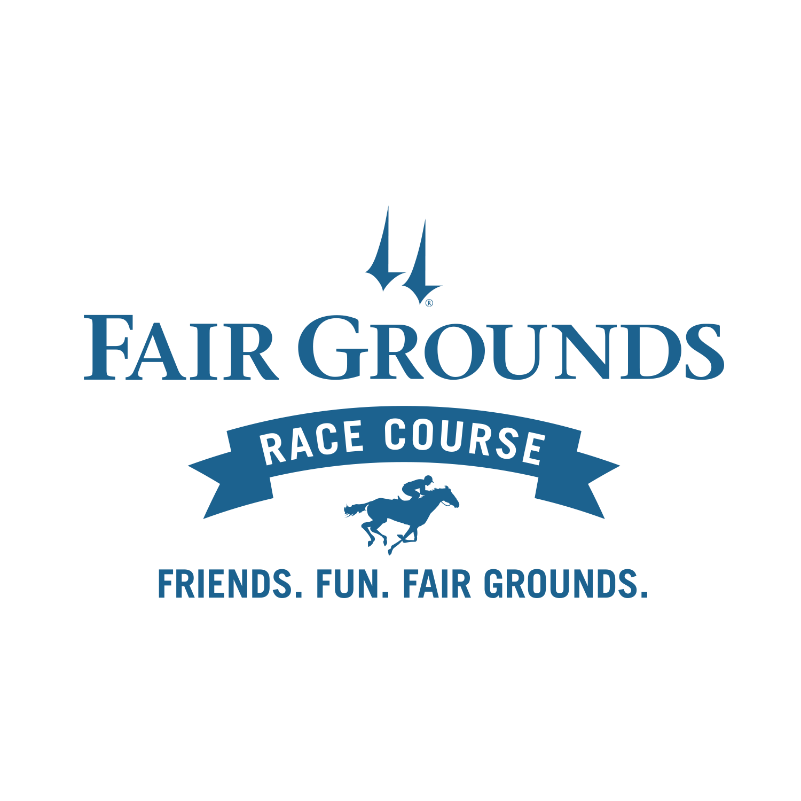 ®
FAIR GROUNDS
RACE COURSE
FRIENDS. FUN. FAIR GROUNDS.